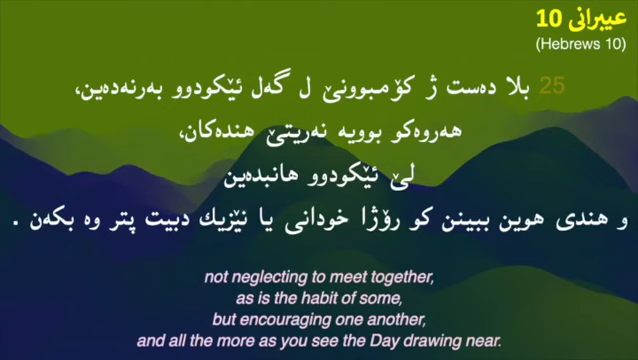 عيبرانى 10
(Hebrews 10)
25 بلا دەست ژ کۆمبوونێ ل گەل ئێکودوو بەرنەدەین،
هەروەکو بوویە نەریتێ هندەکان،
لێ ئێکودوو هانبدەین
و هندی هوین ببینن کو رۆژا خودانی یا نێزیك دبیت پتر وە بکەن .
not neglecting to meet together,
as is the habit of some,
but encouraging one another,
and all the more as you see the Day drawing near.